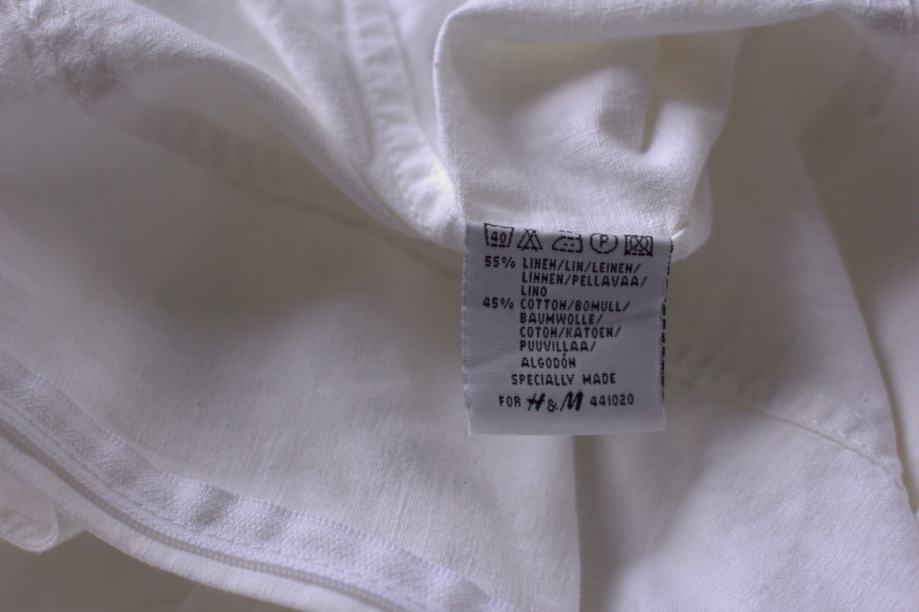 40 P
55% LINEN/LIN/LEINEN/
LINNEN/PELLAVAA/
LINO
45% COTTON/BOMULL/
BAUMWOLLE/
COTON/KATOEN/
PUUVILLAA/
ALGODÓN
SPECIALLY MADE
FOR H&M 441020